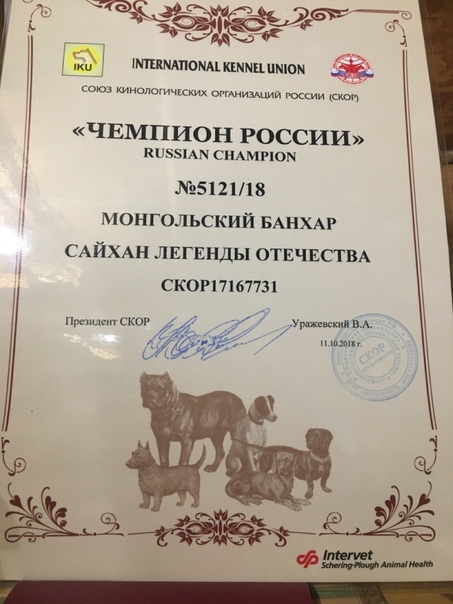 IKU
INTERNATIONAL KENNEL UNION
СОЮЗ КИНОЛОГИЧЕСКИХ ОРГАНИЗАЦИЙ РОССИИ (СКОР)
«ЧЕМПИОН РОССИИ»
RUSSIAN CHAMPION
№5121/18
МОНГОЛЬСКИЙ БАНХАР
САЙХАН ЛЕГЕНДЫ ОТЕЧЕСТВА
СКОР17167731
Президент СКОР
Уражевский В.А.
11.10.2018 г.
СКОР
Intervet
Schering-Plough Animal Health